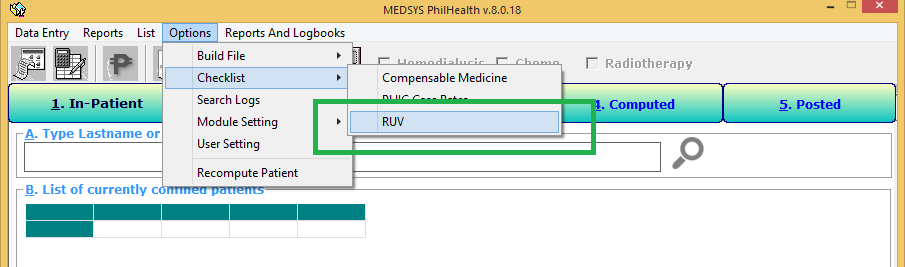 MEDSYS PhilHealth v.8.0.18
Data Entry Reports List Options Reports And Logbooks
Build File
Checklist
Search Logs
Module Setting
User Setting
Recompute Patient
Compensable Medicine
PHIC Case Rates
RUV
Hemodialysis Chemo Radiotherapy
1. In-Patient 4. Computed 5. Posted
A. Type Lastname or
B. List of currently confined patients